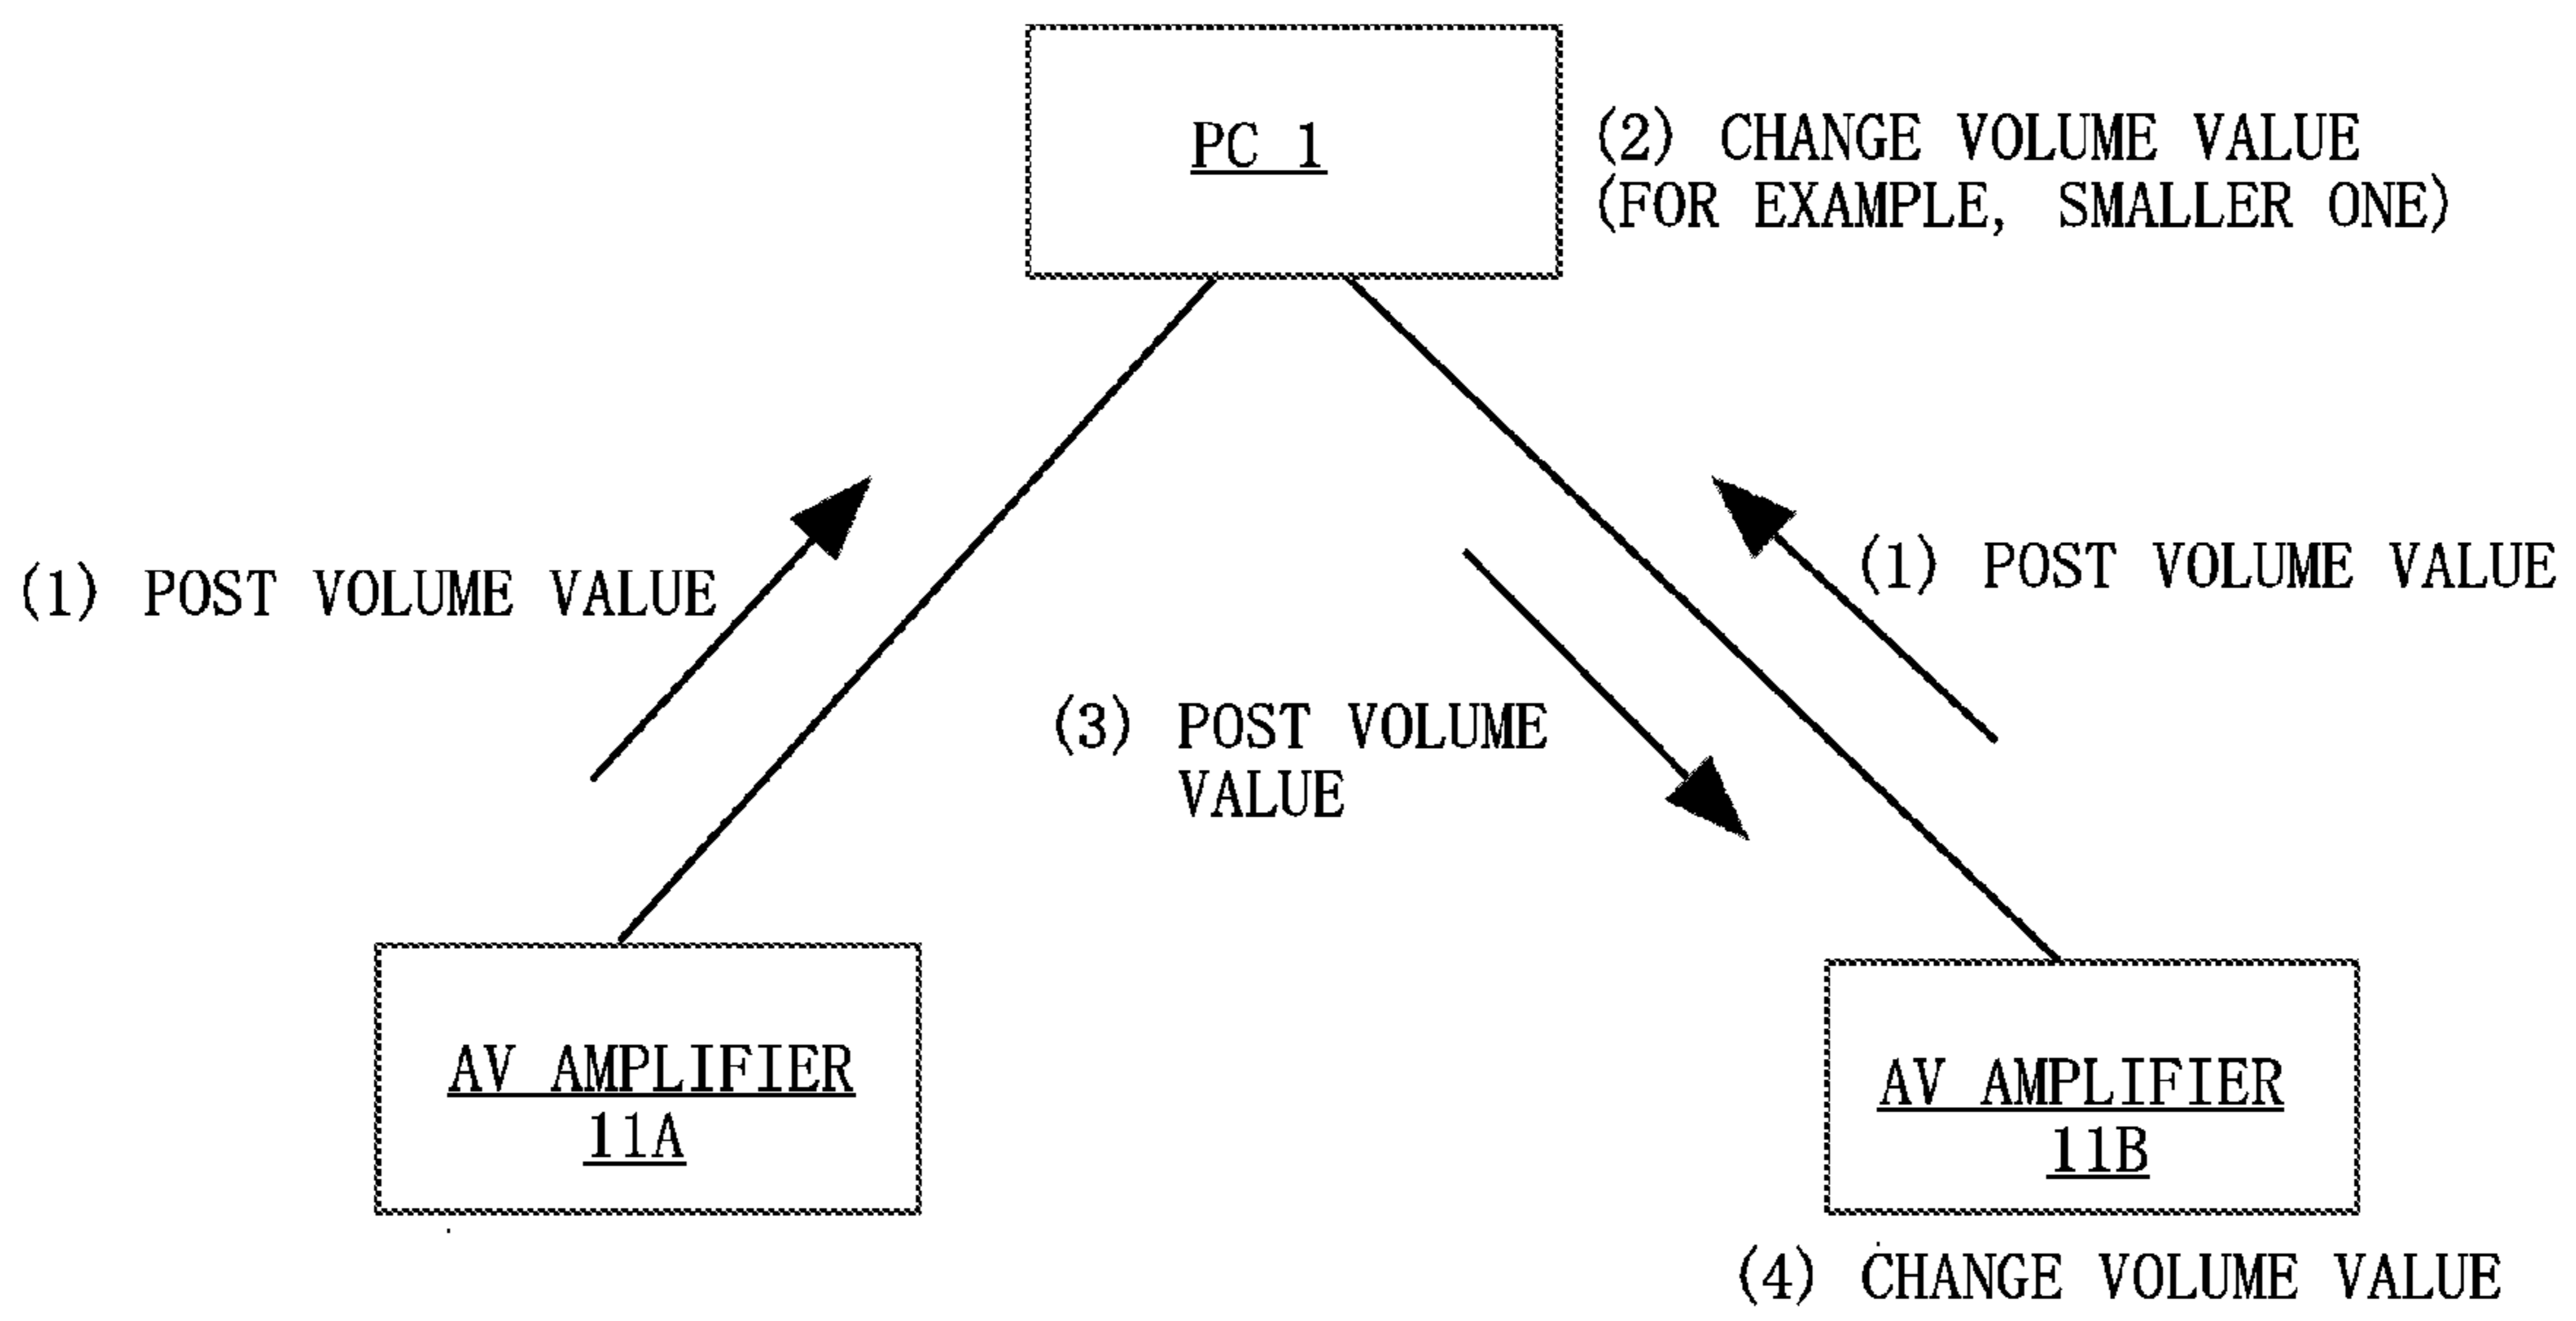 PC 1
(2) CHANGE VOLUME VALUE
(FOR EXAMPLE, SMALLER ONE)
(1) POST VOLUME VALUE
(1) POST VOLUME VALUE
(3) POST VOLUME
VALUE
AV AMPLIFIER
11A
AV AMPLIFIER
11B
(4) CHANGE VOLUME VALUE